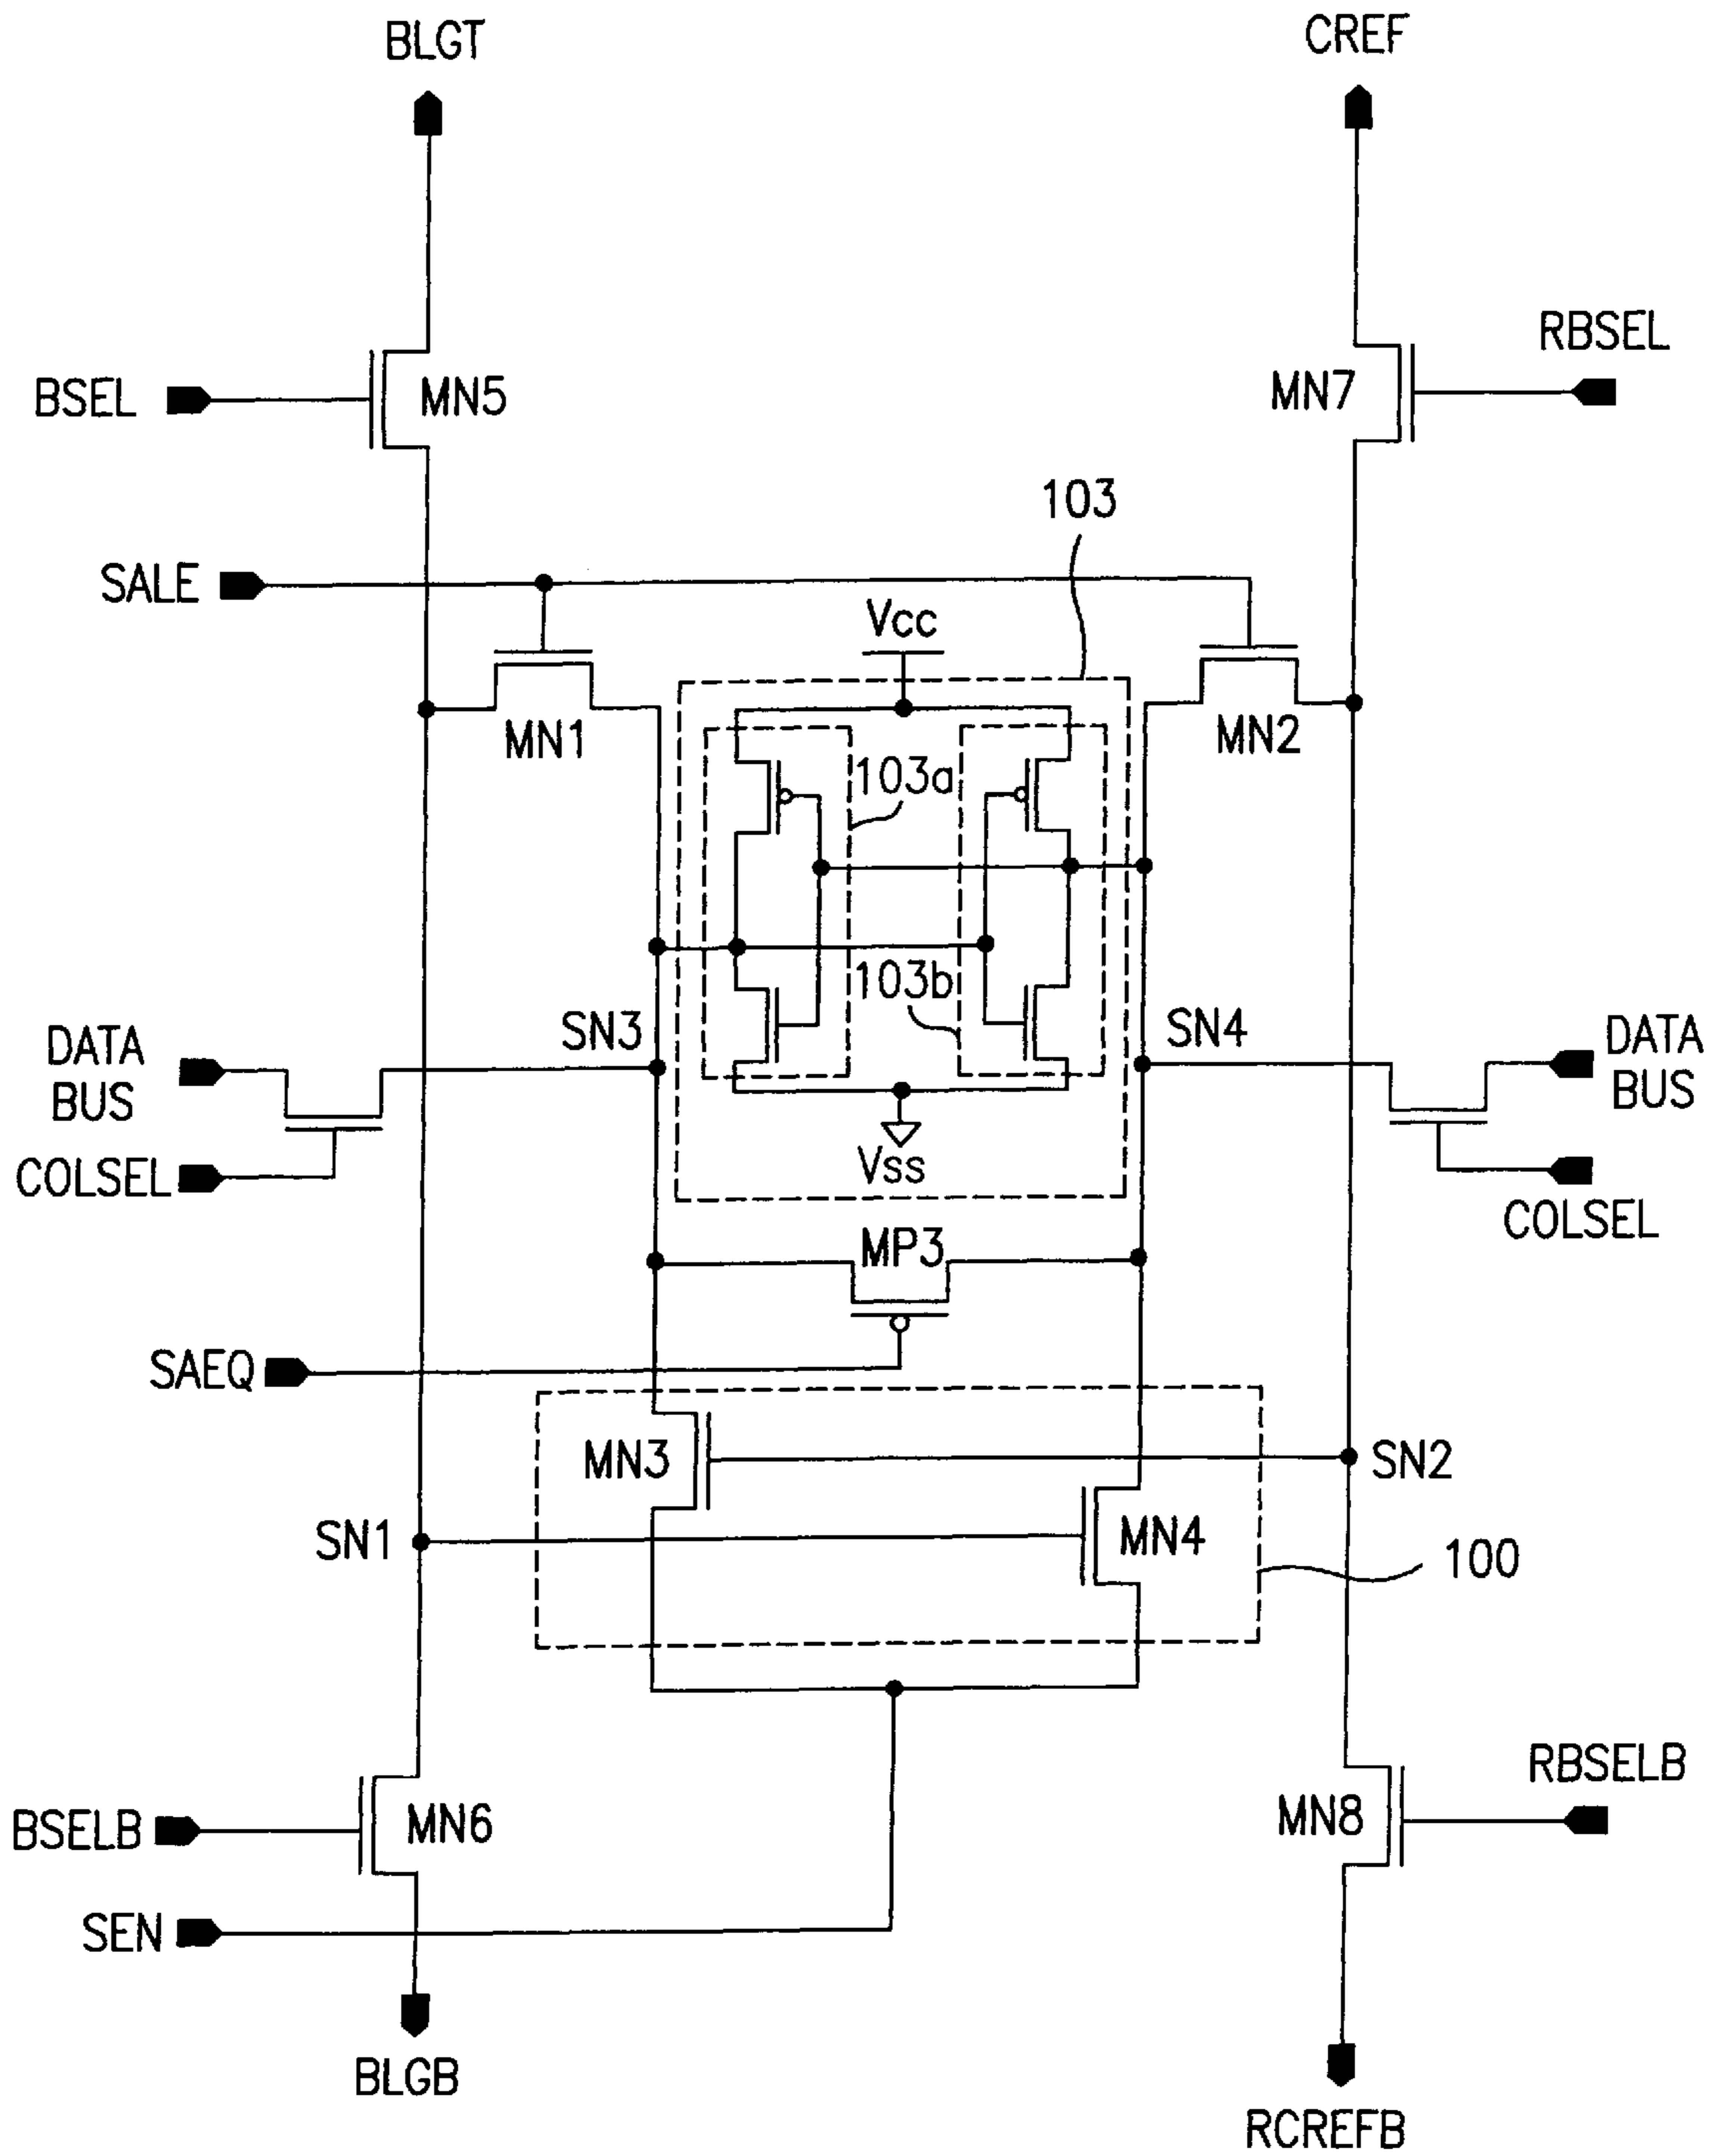 BLGT
CREF
RBSEL
BSEL
MN5
MN7
103
SALE
Vcc
MN1
MN2
103a
103b
SN3
SN4
DATA
BUS
DATA
BUS
COLSEL
Vss
COLSEL
MP3
SAEQ
MN3
SN2
SN1
MN4
100
RBSELB
BSELB
MN6
MN8
SEN
BLGB
RCREFB